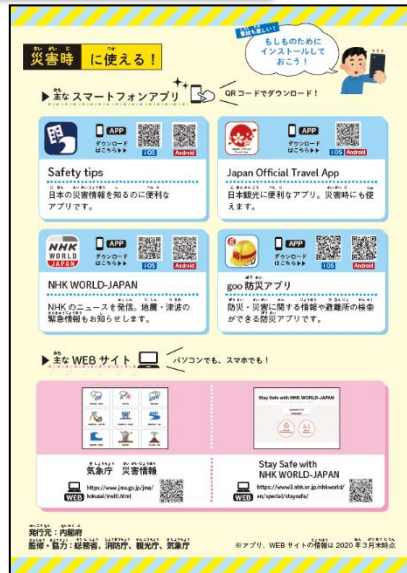 普段も楽しい！
もしものために
インストールして
おこう！
災害時 に使える！
▶主なスマートフォンアプリ QRコードでダウンロード！
APP
ダウンロード
はこちら▶▶
iOS Android
Safety tips
日本の災害情報を知るのに便利な
アプリです。
APP
ダウンロード
はこちら▶▶
iOS Android
Japan Official Travel App
日本観光に便利なアプリ。災害時にも使
えます。
NHK
WORLD
JAPAN
APP
ダウンロード
はこちら▶▶
iOS Android
NHK WORLD-JAPAN
NHKのニュースを発信。地震・津波の
緊急情報もお知らせします。
APP
ダウンロード
はこちら▶▶
iOS Android
goo 防災アプリ
防災・災害に関する情報や避難所の検索
ができる防災アプリです。
▶主なWEBサイト パソコンでも、スマホでも！
気象庁 災害情報
WEB
https://www.jma.go.jp/jma/
kokusai/multi.html
Stay Safe with NHK WORLD-JAPAN
Stay Safe with
NHK WORLD-JAPAN
WEB
https://www3.nhk.or.jp/nhkworld/
en/special/staysafe/
発行元：内閣府
監修・協力：総務省、消防庁、観光庁、気象庁
※アプリ、WEBサイトの情報は2020年3月末時点